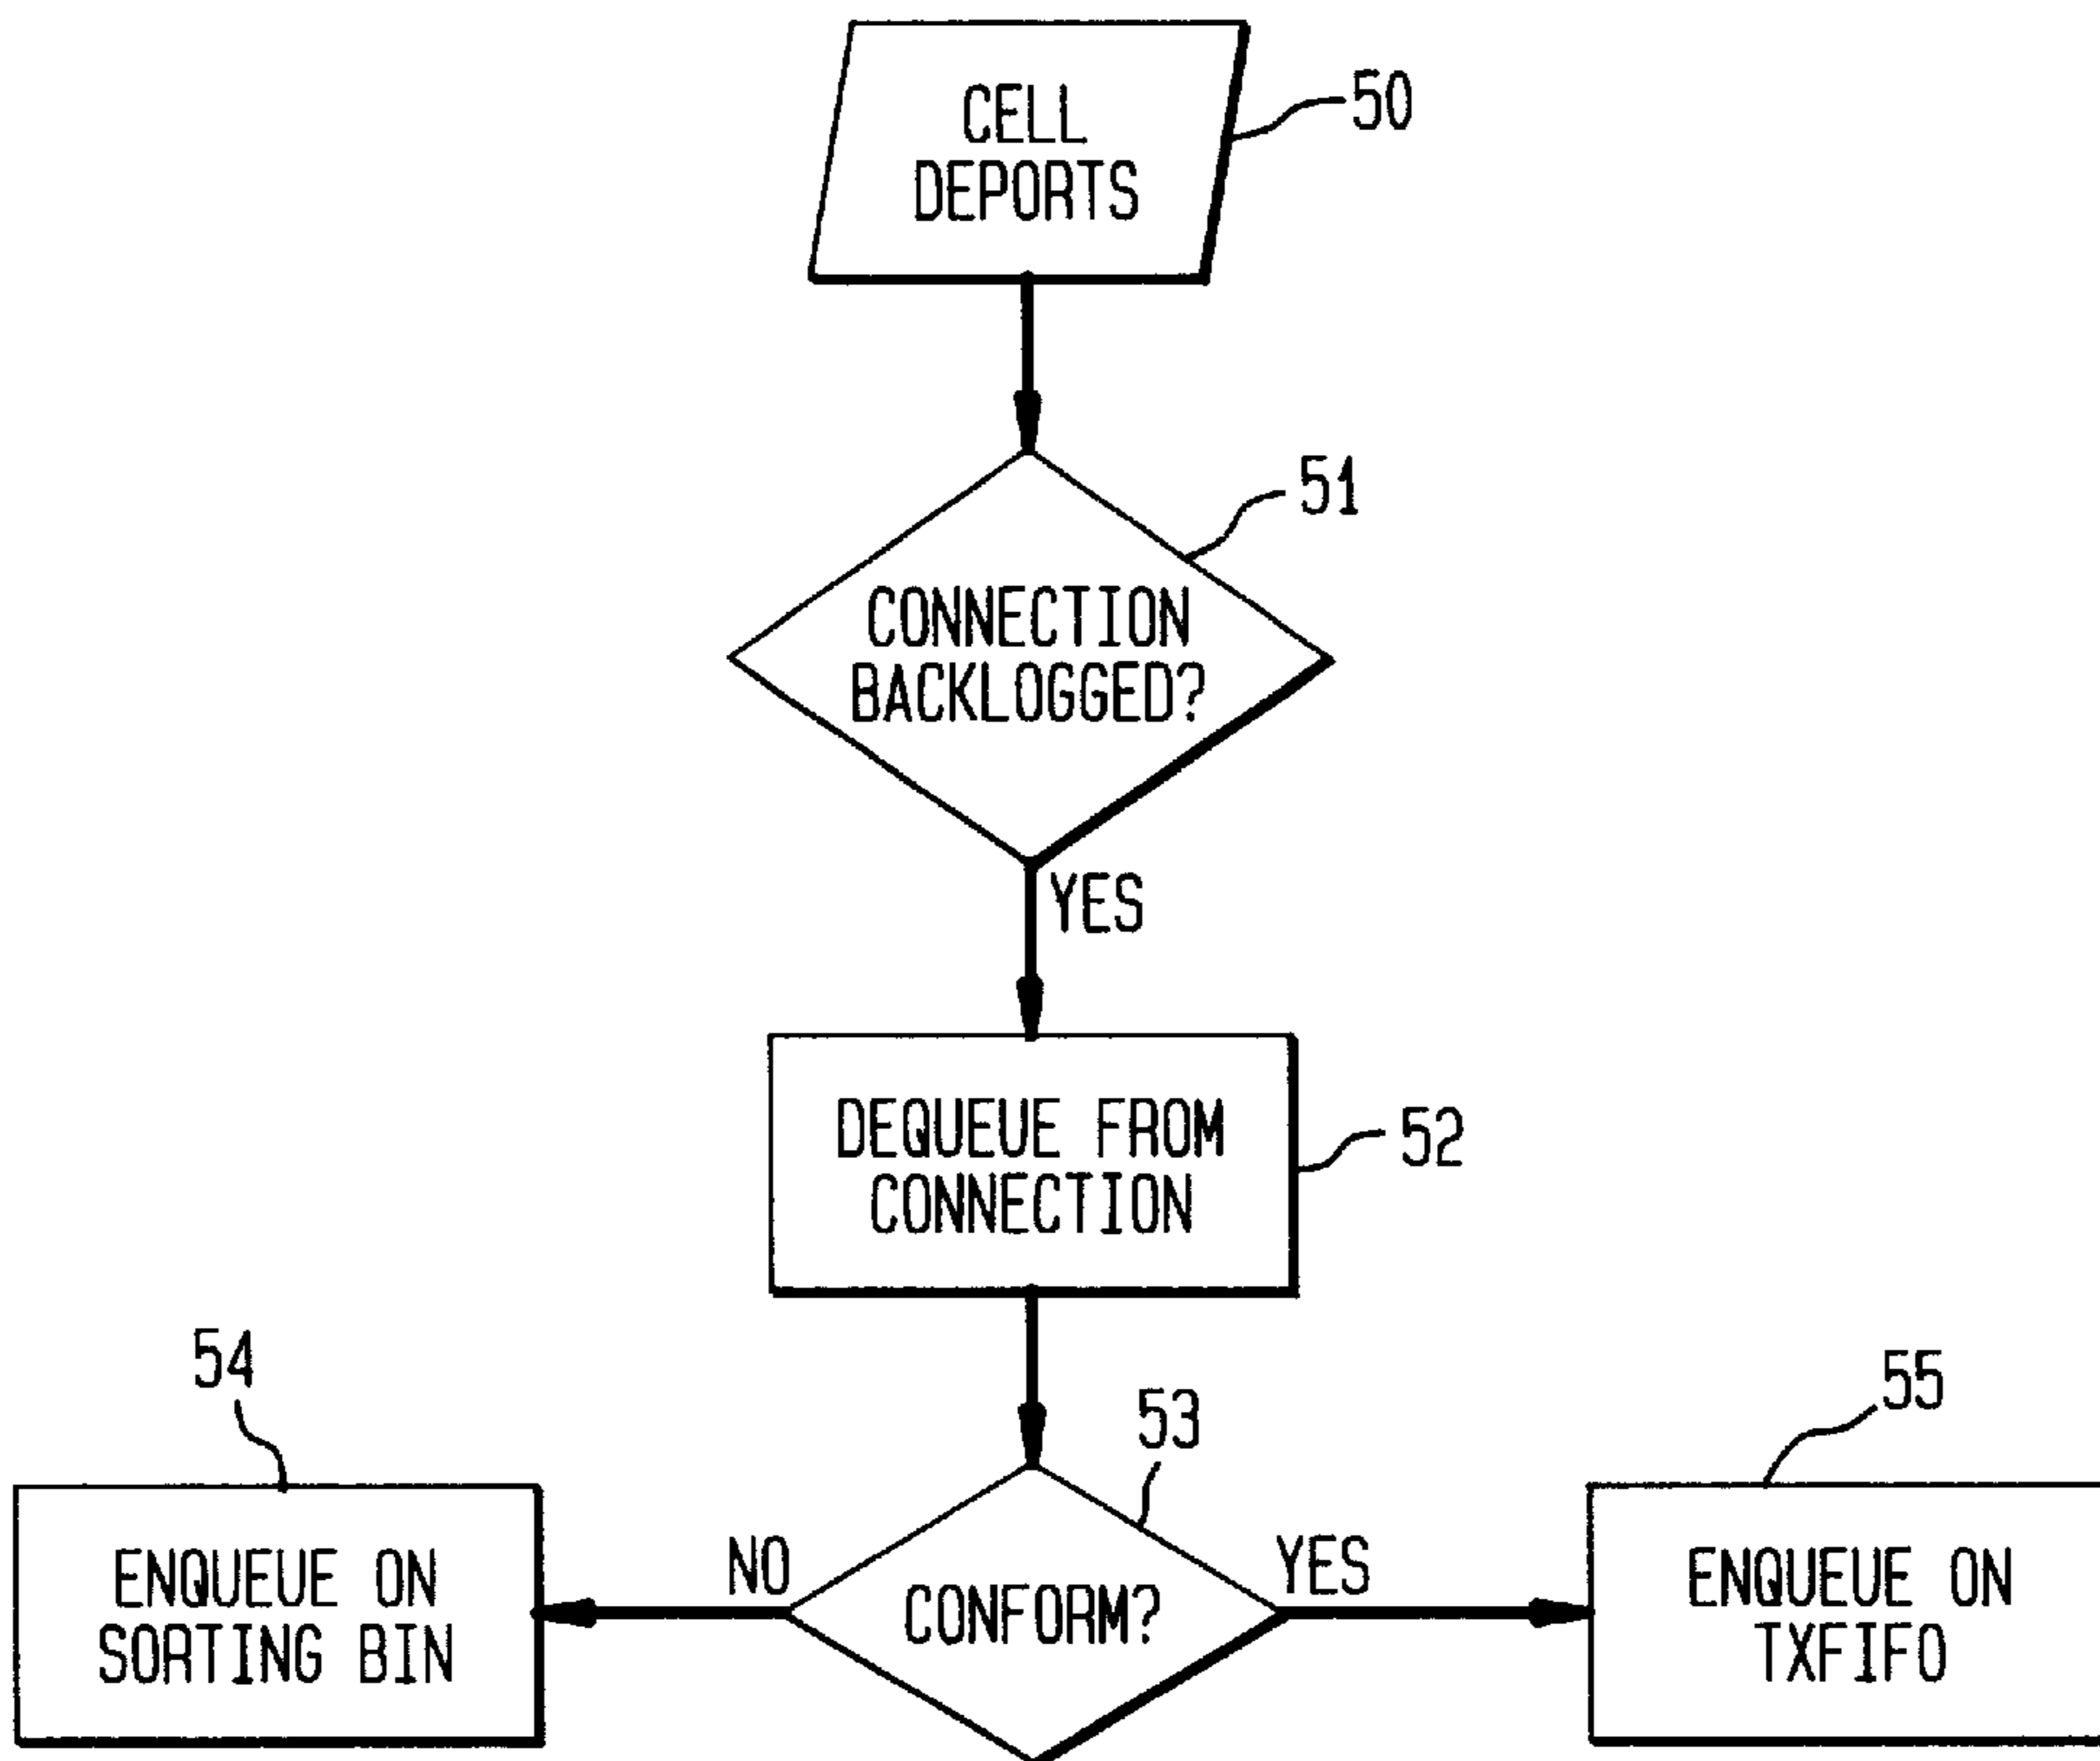 CELL
DEPORTS
50
CONNECTION
BACKLOGGED?
51
YES
DEQUEUE FROM
CONNECTION
52
53
CONFORM?
NO
YES
54
ENQUEUE ON
SORTING BIN
55
ENQUEUE ON
TXFIFO